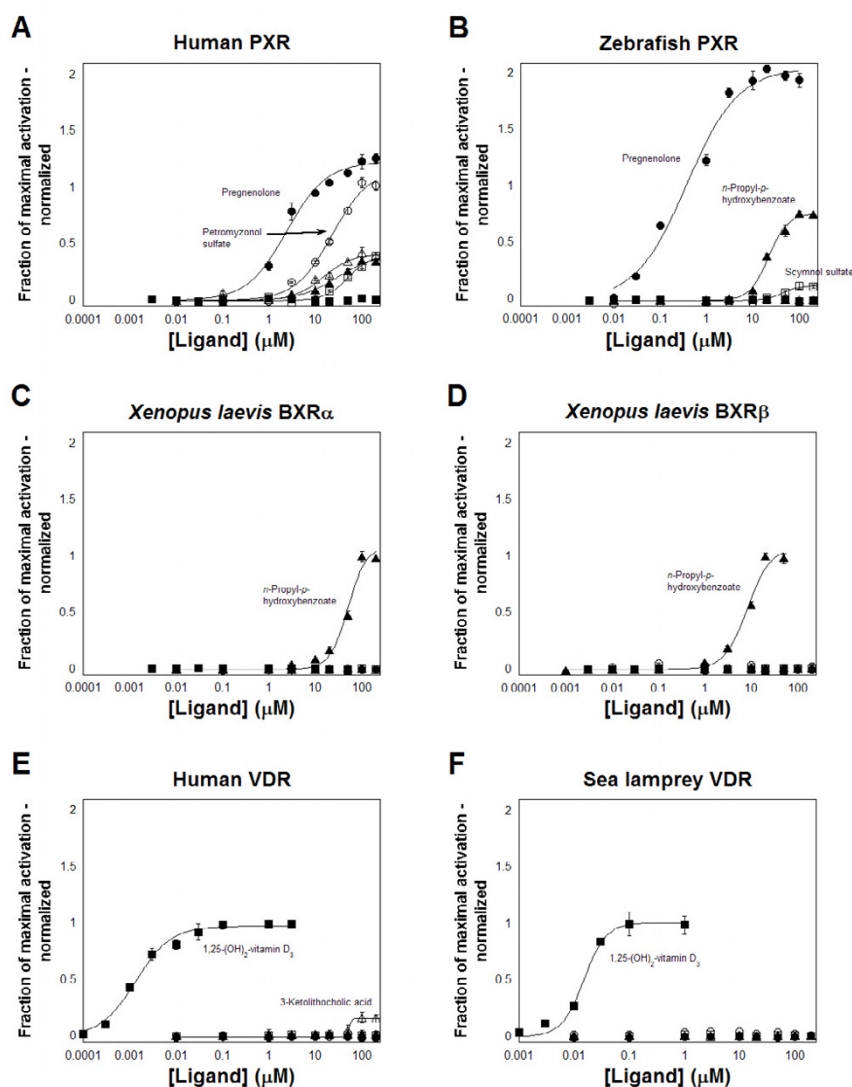 A
Human PXR
Fraction of maximal activation -
normalized
2
1.5
1
0.5
0
Pregnenolone
Petromyzonol
sulfate
0.0001 0.001 0.01 0.1 1 10 100
[Ligand] (μM)
B
Zebrafish PXR
Fraction of maximal activation -
normalized
2
1.5
1
0.5
0
Pregnenolone
n-Propyl-p-
hydroxybenzoate
Scymnol sulfate
0.0001 0.001 0.01 0.1 1 10 100
[Ligand] (μM)
C
Xenopus laevis BXRα
Fraction of maximal activation -
normalized
2
1.5
1
0.5
0
n-Propyl-p-
hydroxybenzoate
0.0001 0.001 0.01 0.1 1 10 100
[Ligand] (μM)
D
Xenopus laevis BXRβ
Fraction of maximal activation -
normalized
2
1.5
1
0.5
0
n-Propyl-p-
hydroxybenzoate
0.0001 0.001 0.01 0.1 1 10 100
[Ligand] (μM)
E
Human VDR
Fraction of maximal activation -
normalized
2
1.5
1
0.5
0
1,25-(OH)₂-vitamin D₃
3-Ketolithocholic acid
0.0001 0.001 0.01 0.1 1 10 100
[Ligand] (μM)
F
Sea lamprey VDR
Fraction of maximal activation -
normalized
2
1.5
1
0.5
0
1,25-(OH)₂-vitamin D₃
0.001 0.01 0.1 1 10 100
[Ligand] (μM)